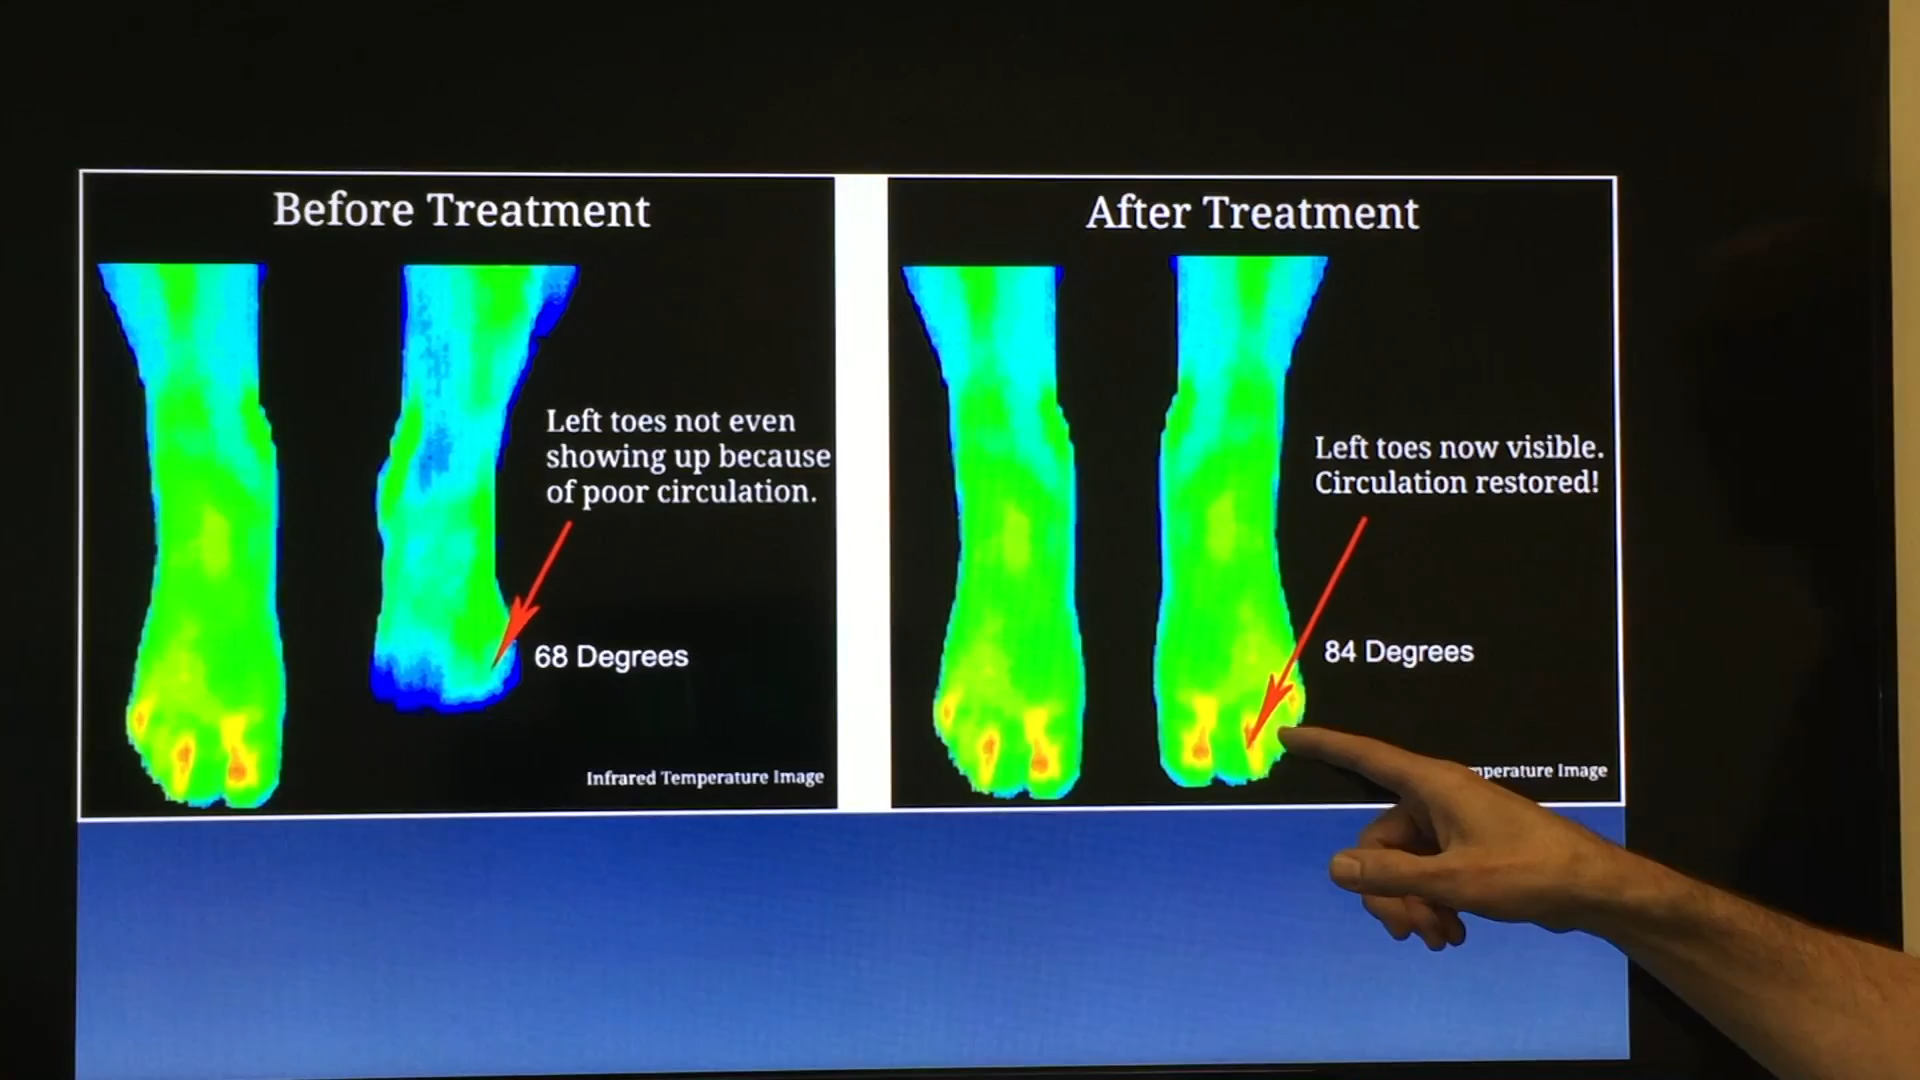 Before Treatment
Left toes not even
showing up because
of poor circulation.
68 Degrees
Infrared Temperature Image
After Treatment
Left toes now visible.
Circulation restored!
84 Degrees
Image